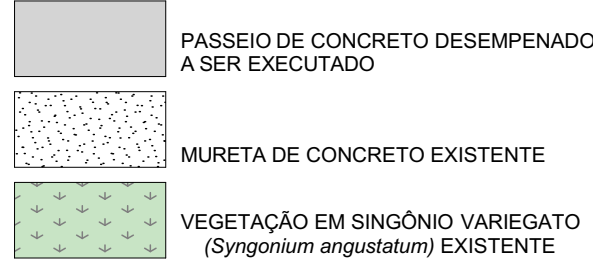 PASSEIO DE CONCRETO DESEMPENADO
A SER EXECUTADO
MURETA DE CONCRETO EXISTENTE
VEGETAÇÃO EM SINGÔNIO VARIEGATO
(Syngonium angustatum) EXISTENTE